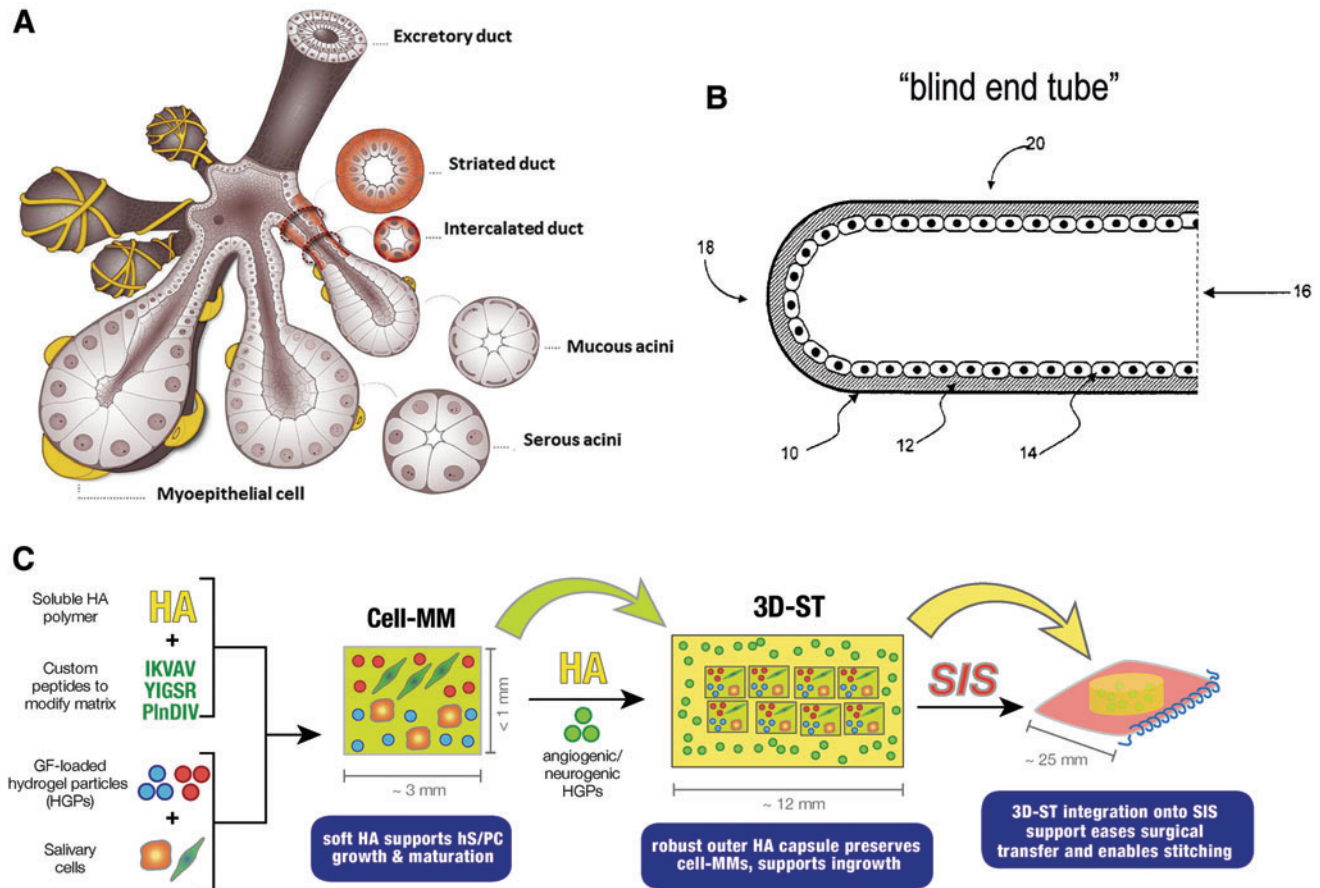 A
Excretory duct
Striated duct
Intercalated duct
Mucous acini
Serous acini
Myoepithelial cell
B
"blind end tube"
20
18
16
10
12
14
C
Soluble HA
polymer
HA
+
Custom
peptides to
modify matrix
IKVAV
YIGSR
PlnDIV
GF-loaded
hydrogel particles
(HGPs)
+
Salivary
cells
Cell-MM
< 1 mm
~ 3 mm
soft HA supports hS/PC
growth & maturation
HA
angiogenic/
neurogenic
HGPs
3D-ST
~ 12 mm
robust outer HA capsule preserves
cell-MMs, supports ingrowth
SIS
~ 25 mm
3D-ST integration onto SIS
support eases surgical
transfer and enables stitching